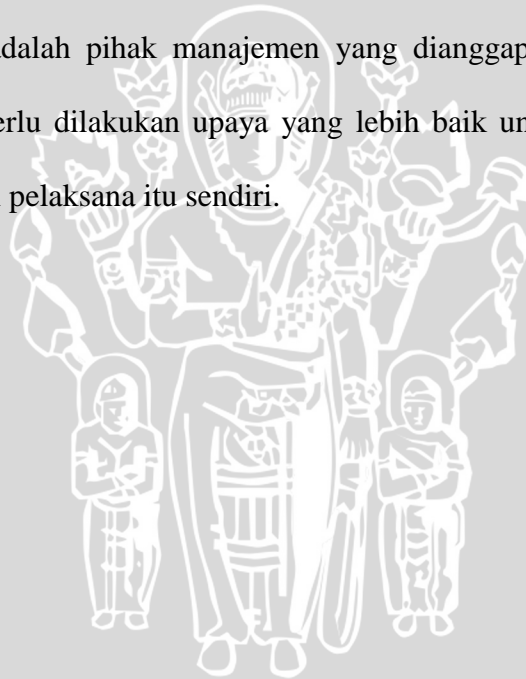 adalah pihak manajemen yang dianggap
erlu dilakukan upaya yang lebih baik un
pelaksana itu sendiri.